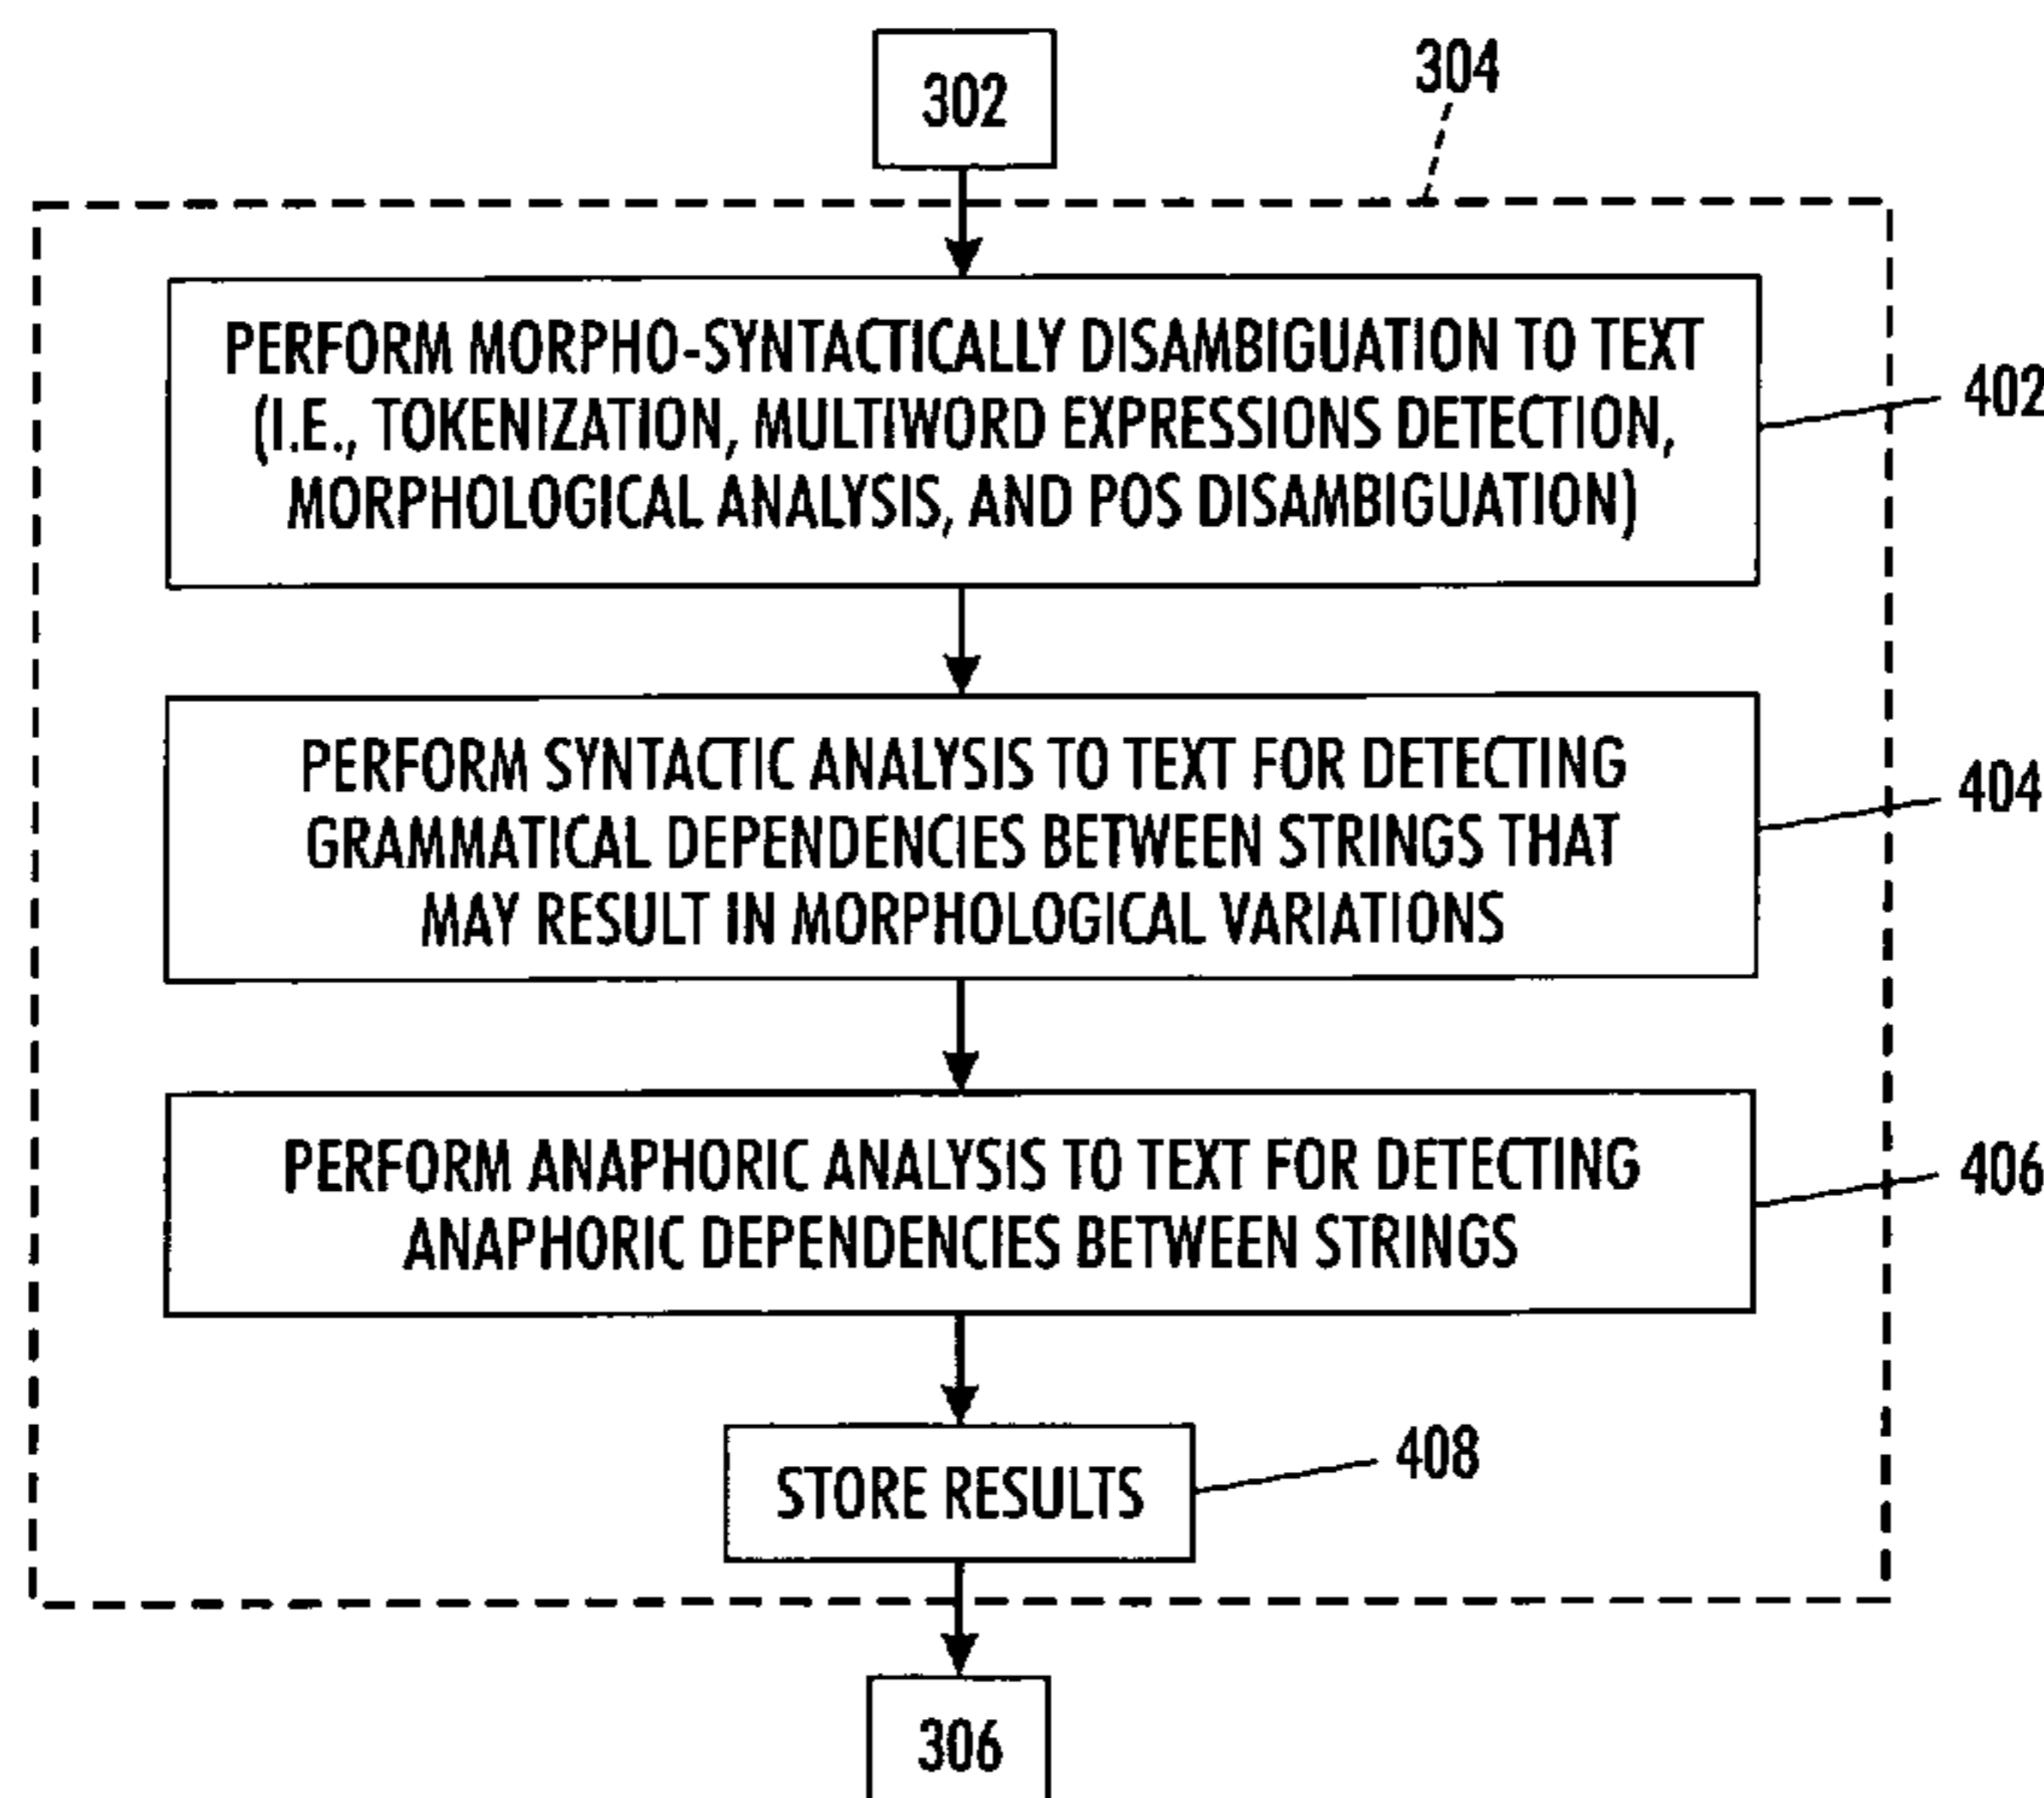 302
304
PERFORM MORPHO-SYNTACTICALLY DISAMBIGUATION TO TEXT
(I.E., TOKENIZATION, MULTIWORD EXPRESSIONS DETECTION,
MORPHOLOGICAL ANALYSIS, AND POS DISAMBIGUATION)
402
PERFORM SYNTACTIC ANALYSIS TO TEXT FOR DETECTING
GRAMMATICAL DEPENDENCIES BETWEEN STRINGS THAT
MAY RESULT IN MORPHOLOGICAL VARIATIONS
404
PERFORM ANAPHORIC ANALYSIS TO TEXT FOR DETECTING
ANAPHORIC DEPENDENCIES BETWEEN STRINGS
406
STORE RESULTS
408
306